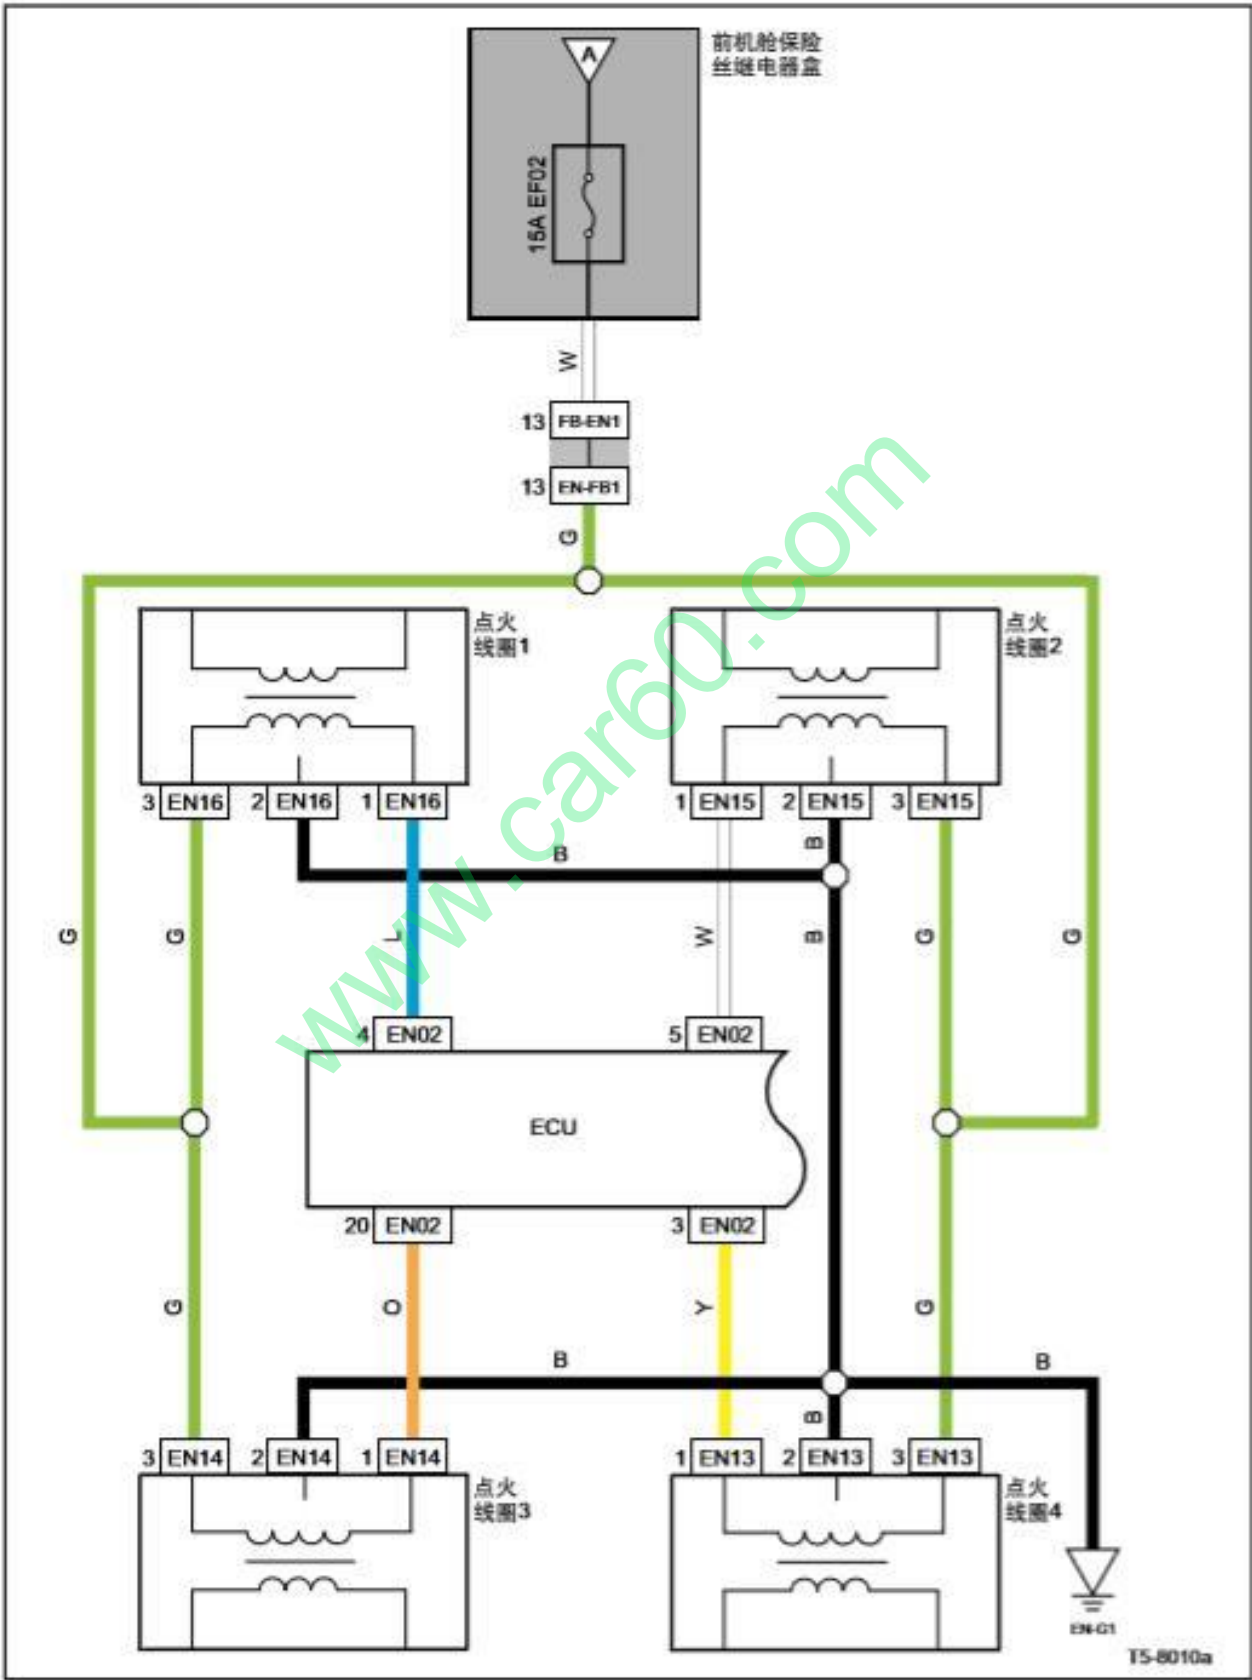 前机舱保险
丝继电器盒
A
15A EF02
W
13 FB-EN1
13 EN-FB1
G
点火
线圈1
点火
线圈2
3 EN16 2 EN16 1 EN16
1 EN15 2 EN15 3 EN15
B
B
G
G
L
W
B
G
G
4 EN02
5 EN02
ECU
20 EN02
3 EN02
G
O
Y
G
B
B
B
3 EN14 2 EN14 1 EN14
1 EN13 2 EN13 3 EN13
点火
线圈3
点火
线圈4
EN-G1
T5-8010a
www.car60.com